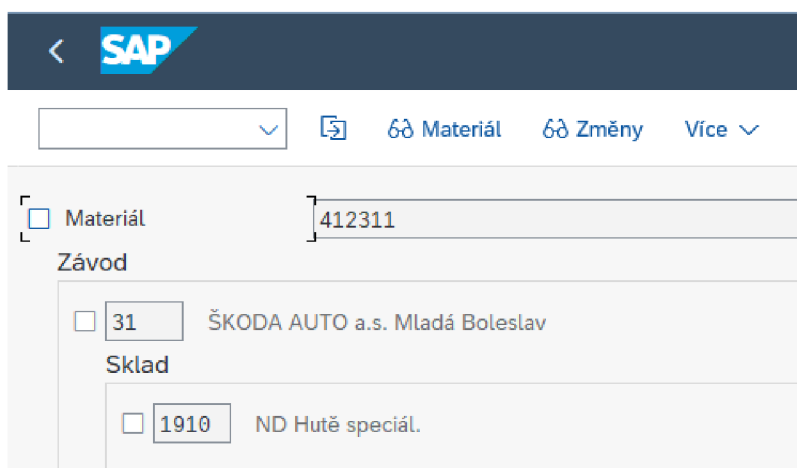 SAP
Materiál Změny Více
Materiál 412311
Závod
31 ŠKODA AUTO a.s. Mladá Boleslav
Sklad
1910 ND Hutě speciál.